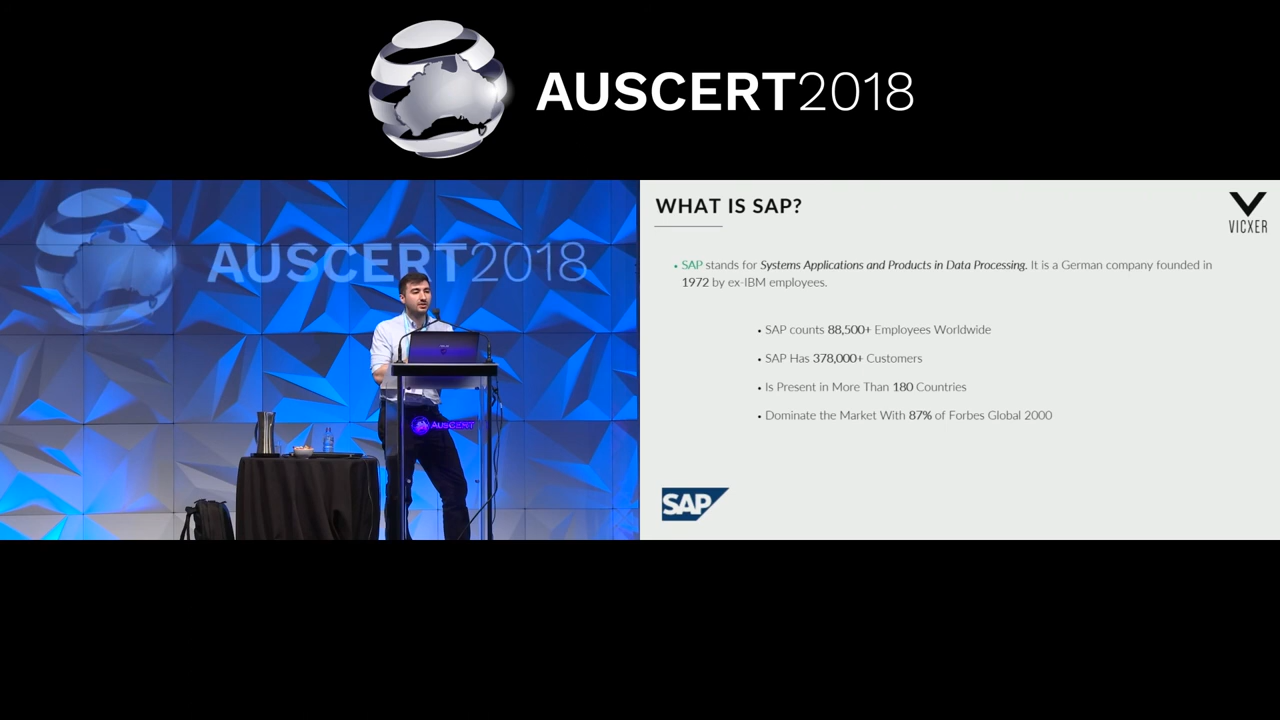 AUSCERT2018
AUSCERT2018
AUSCERT
WHAT IS SAP?
VICXER
• SAP stands for Systems Applications and Products in Data Processing. It is a German company founded in
1972 by ex-IBM employees.
• SAP counts 88,500+ Employees Worldwide
• SAP Has 378,000+ Customers
• Is Present in More Than 180 Countries
• Dominate the Market With 87% of Forbes Global 2000
SAP